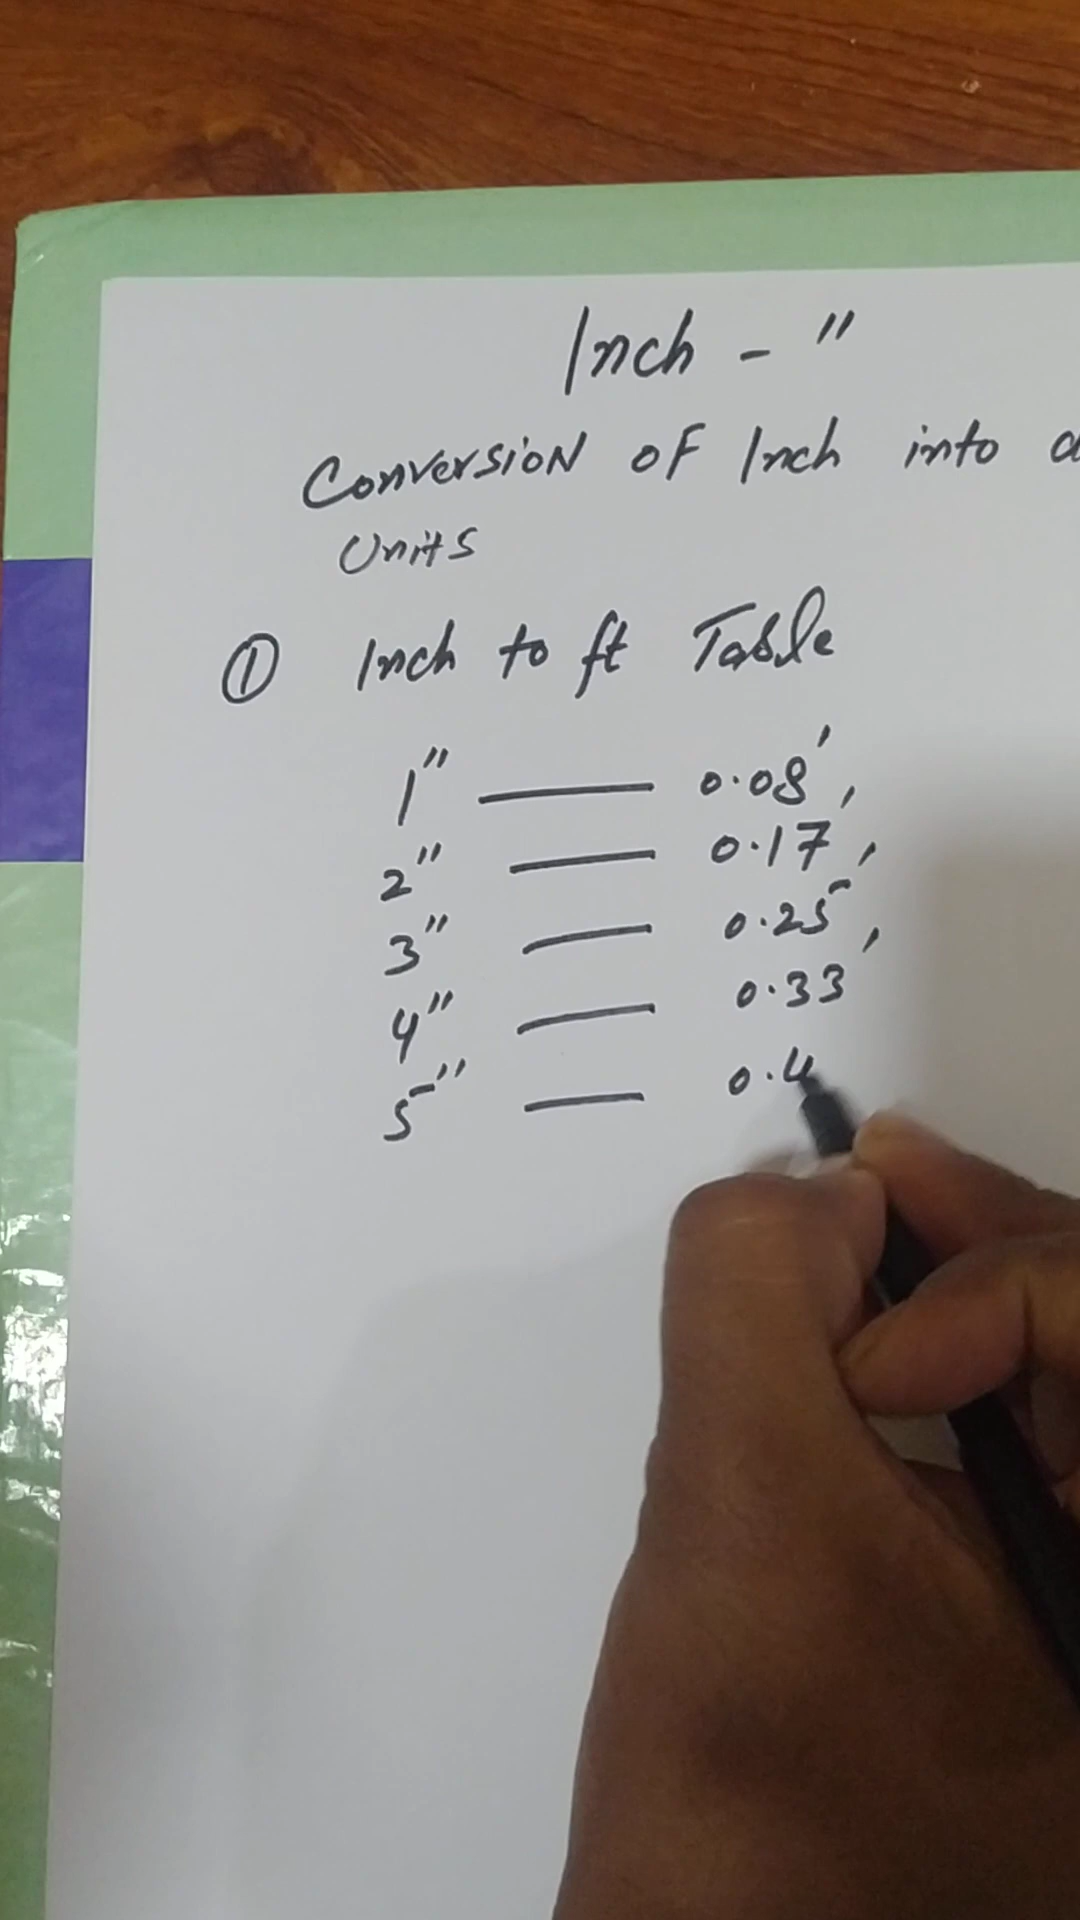 Inch - "
Conversion of Inch into
Units
① Inch to ft Table
1" — 0.08'
2" — 0.17'
3" — 0.25'
4" — 0.33'
5" — 0.4